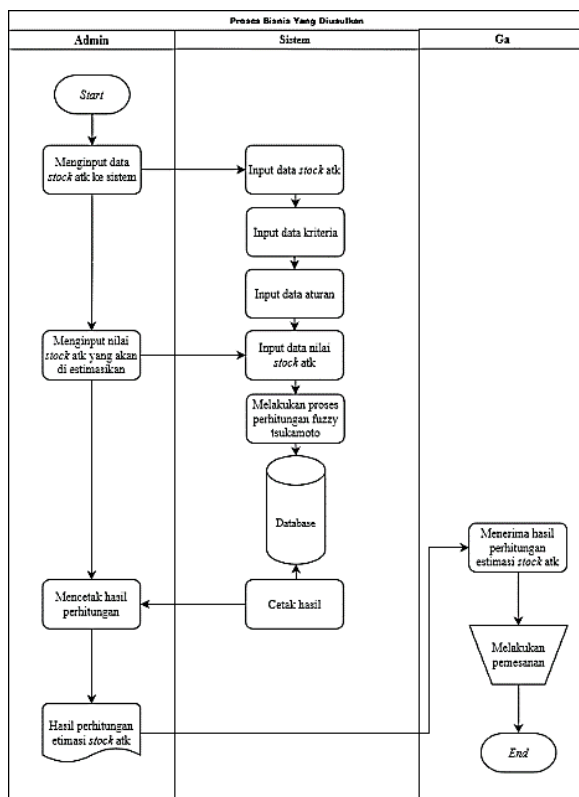 Proses Bisnis Yang Diusulkan
Admin
Sistem
Ga
Start
Menginput data
stock atk ke sistem
Input data stock atk
Input data kriteria
Input data aturan
Menginput nilai
stock atk yang akan
di estimasikan
Input data nilai
stock atk
Melakukan proses
perhitungan fuzzy
tsukamoto
Database
Menerima hasil
perhitungan
estimasi stock atk
Mencetak hasil
perhitungan
Cetak hasil
Melakukan
pemesanan
Hasil perhitungan
etimasi stock atk
End